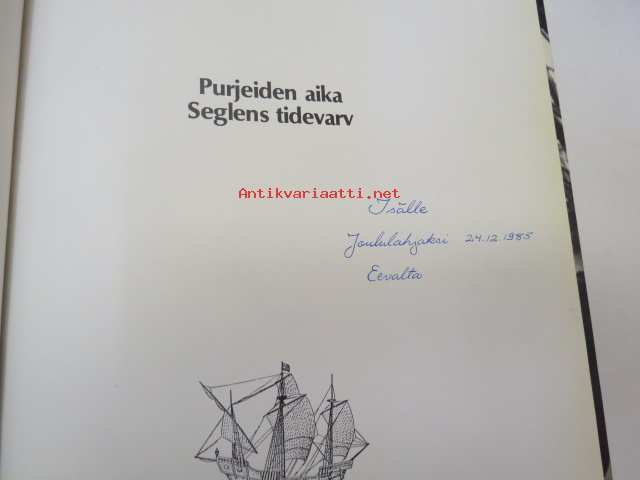 Purjeiden aika
Seglens tidevarv
Antikvariaatti.net
Isälle
Joululahjaksi 24.12.1985
Eevalta